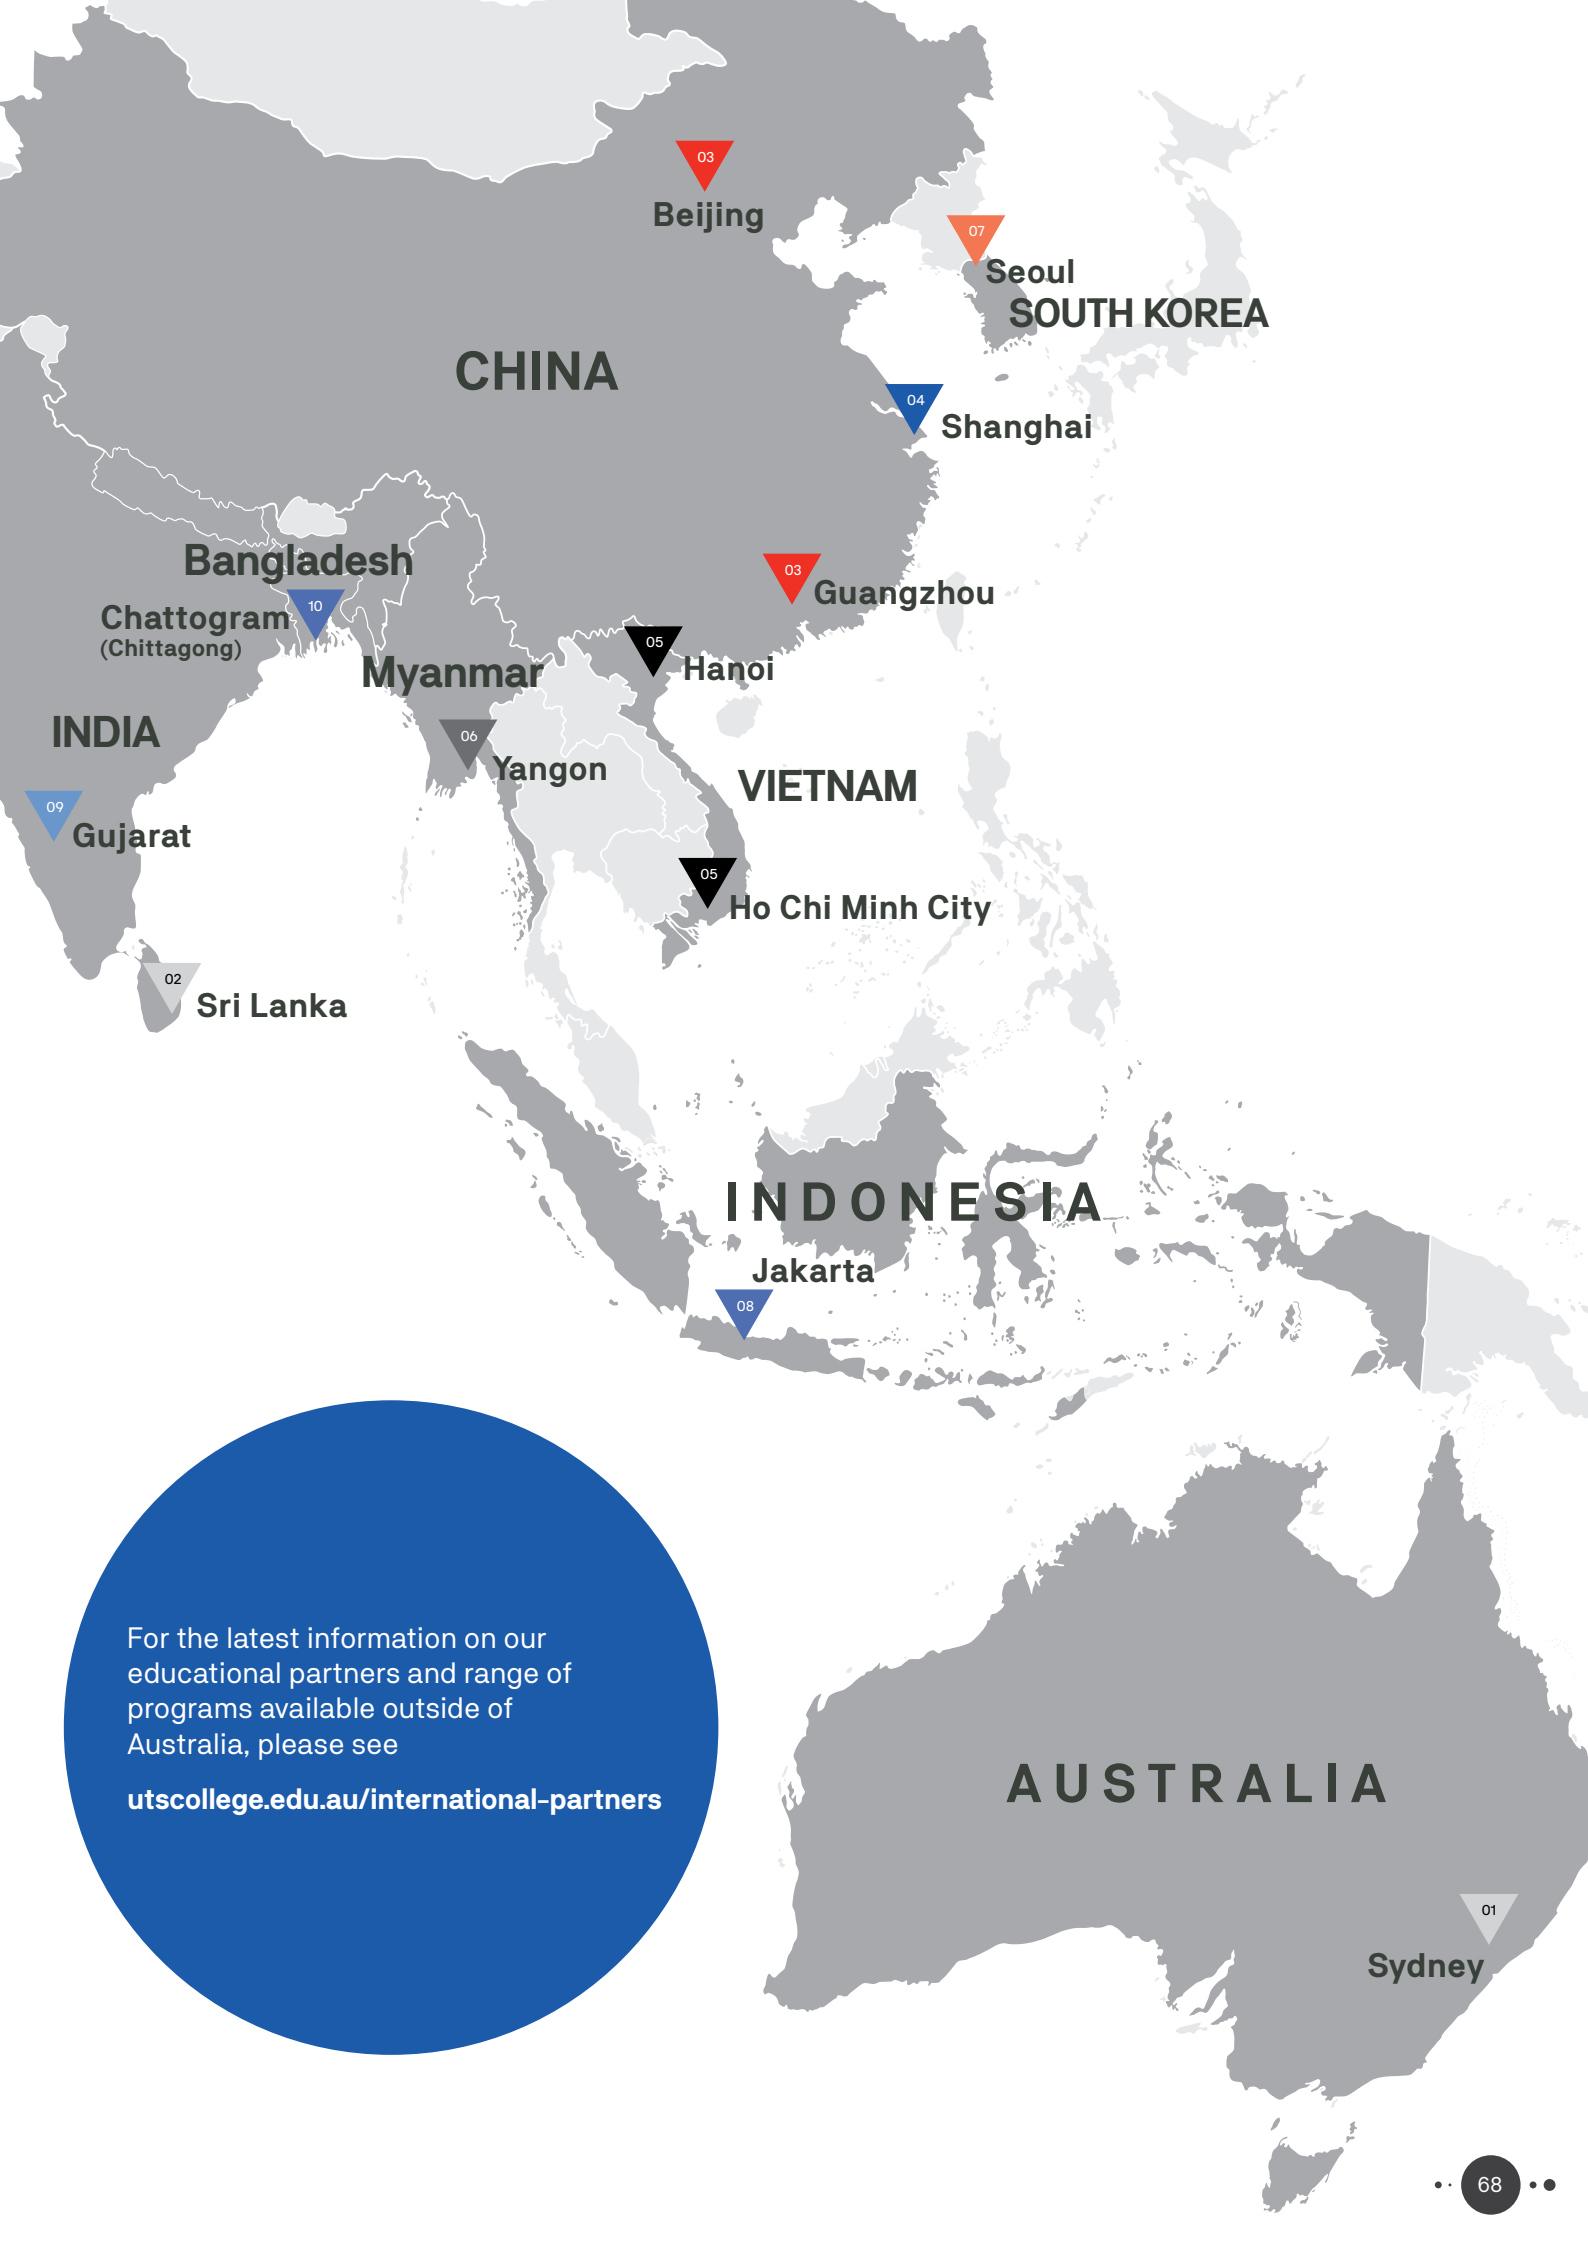 03
Beijing
07
Seoul
SOUTH KOREA
CHINA
04
Shanghai
Bangladesh
03
Guangzhou
10
Chattogram
(Chittagong)
05
Hanoi
Myanmar
INDIA
06
Yangon
VIETNAM
09
Gujarat
05
Ho Chi Minh City
02
Sri Lanka
INDONESIA
Jakarta
08
For the latest information on our
educational partners and range of
programs available outside of
Australia, please see
utscollege.edu.au/international-partners
AUSTRALIA
01
Sydney
68